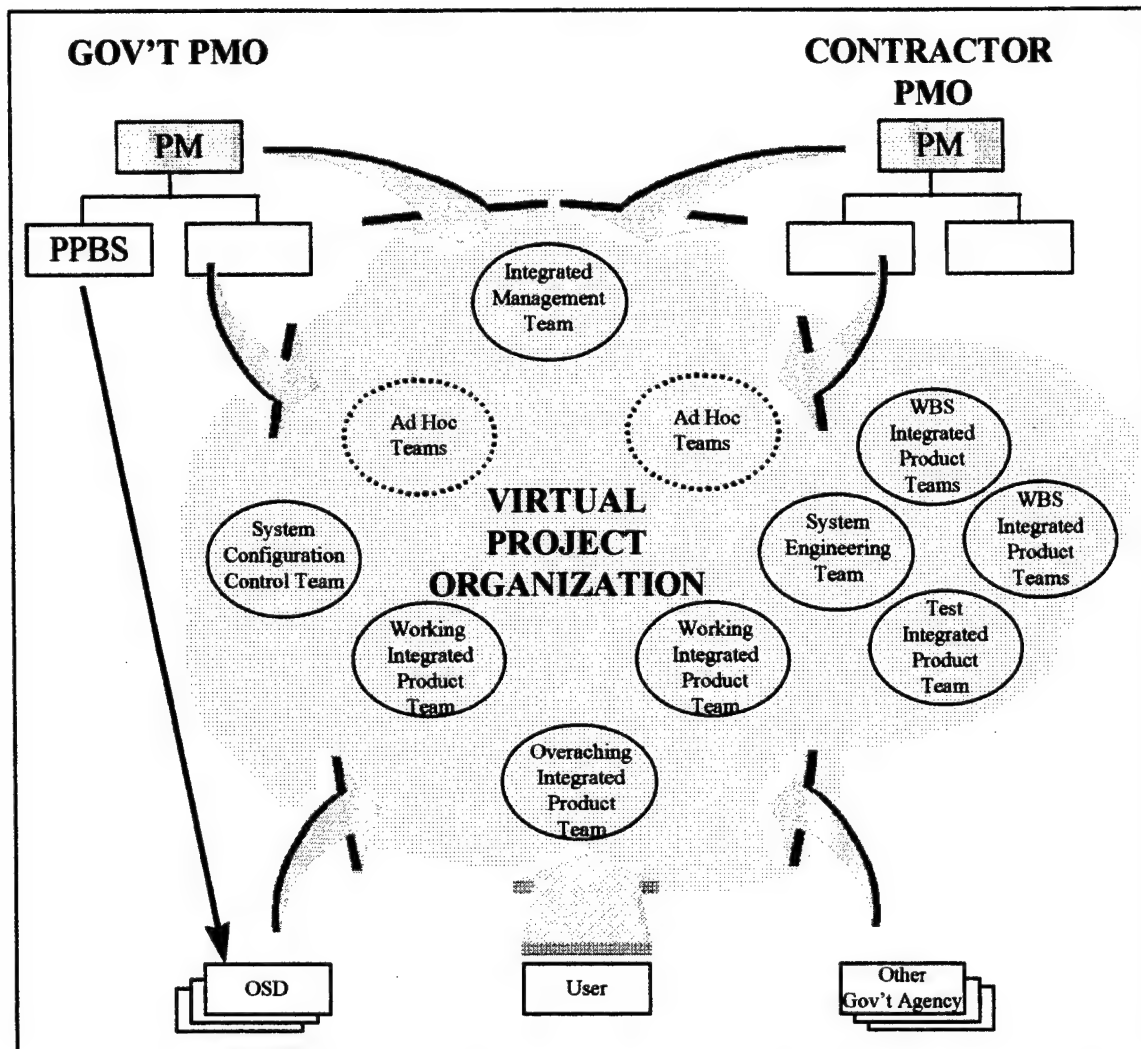 GOV'T PMO
CONTRACTOR
PMO
PM
PM
PPBS
Integrated
Management
Team
Ad Hoc
Teams
Ad Hoc
Teams
WBS
Integrated
Product
Teams
WBS
Integrated
Product
Teams
VIRTUAL
PROJECT
ORGANIZATION
System
Configuration
Control Team
System
Engineering
Team
Working
Integrated
Product
Team
Working
Integrated
Product
Team
Test
Integrated
Product
Team
Overaching
Integrated
Product
Team
OSD
User
Other
Gov't Agency